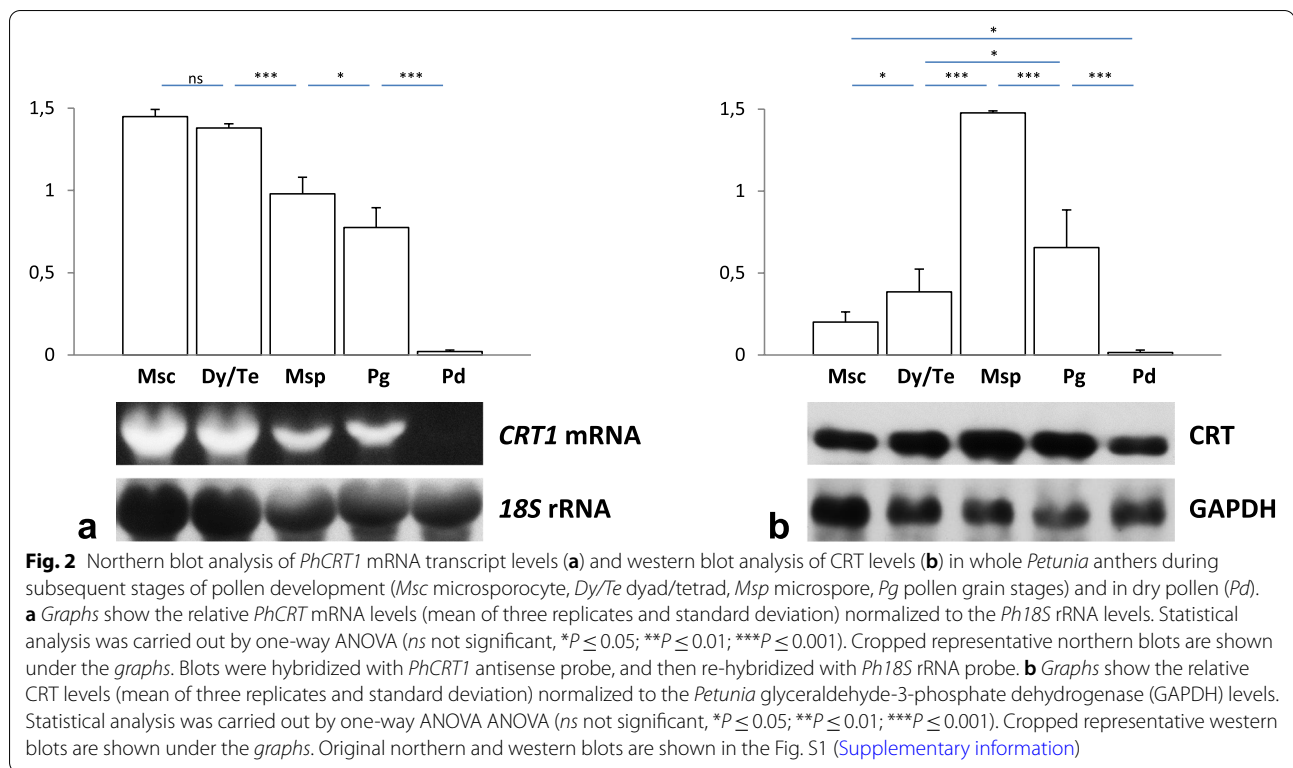 *
*
ns *** * ***
* *** *** ***
1,5
1
0,5
0
Msc Dy/Te Msp Pg Pd
1,5
1
0,5
0
Msc Dy/Te Msp Pg Pd
CRT1 mRNA
18S rRNA
a
CRT
GAPDH
b
Fig. 2 Northern blot analysis of PhCRT1 mRNA transcript levels (a) and western blot analysis of CRT levels (b) in whole Petunia anthers during
subsequent stages of pollen development (Msc microsporocyte, Dy/Te dyad/tetrad, Msp microspore, Pg pollen grain stages) and in dry pollen (Pd).
a Graphs show the relative PhCRT mRNA levels (mean of three replicates and standard deviation) normalized to the Ph18S rRNA levels. Statistical
analysis was carried out by one-way ANOVA (ns not significant, *P ≤ 0.05; **P ≤ 0.01; ***P ≤ 0.001). Cropped representative northern blots are shown
under the graphs. Blots were hybridized with PhCRT1 antisense probe, and then re-hybridized with Ph18S rRNA probe. b Graphs show the relative
CRT levels (mean of three replicates and standard deviation) normalized to the Petunia glyceraldehyde-3-phosphate dehydrogenase (GAPDH) levels.
Statistical analysis was carried out by one-way ANOVA ANOVA (ns not significant, *P ≤ 0.05; **P ≤ 0.01; ***P ≤ 0.001). Cropped representative western
blots are shown under the graphs. Original northern and western blots are shown in the Fig. S1 (Supplementary information)